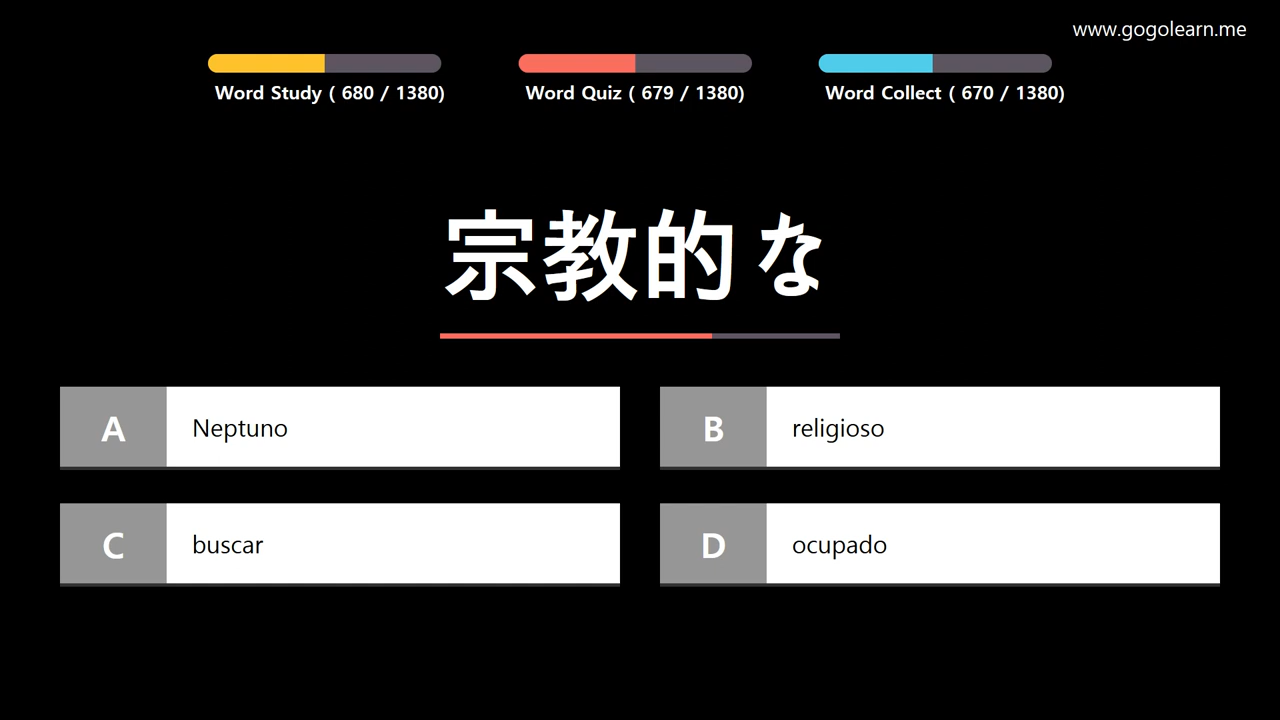 www.gogolearn.me
Word Study ( 680 / 1380)
Word Quiz ( 679 / 1380)
Word Collect ( 670 / 1380)
宗教的な
A Neptuno
B religioso
C buscar
D ocupado